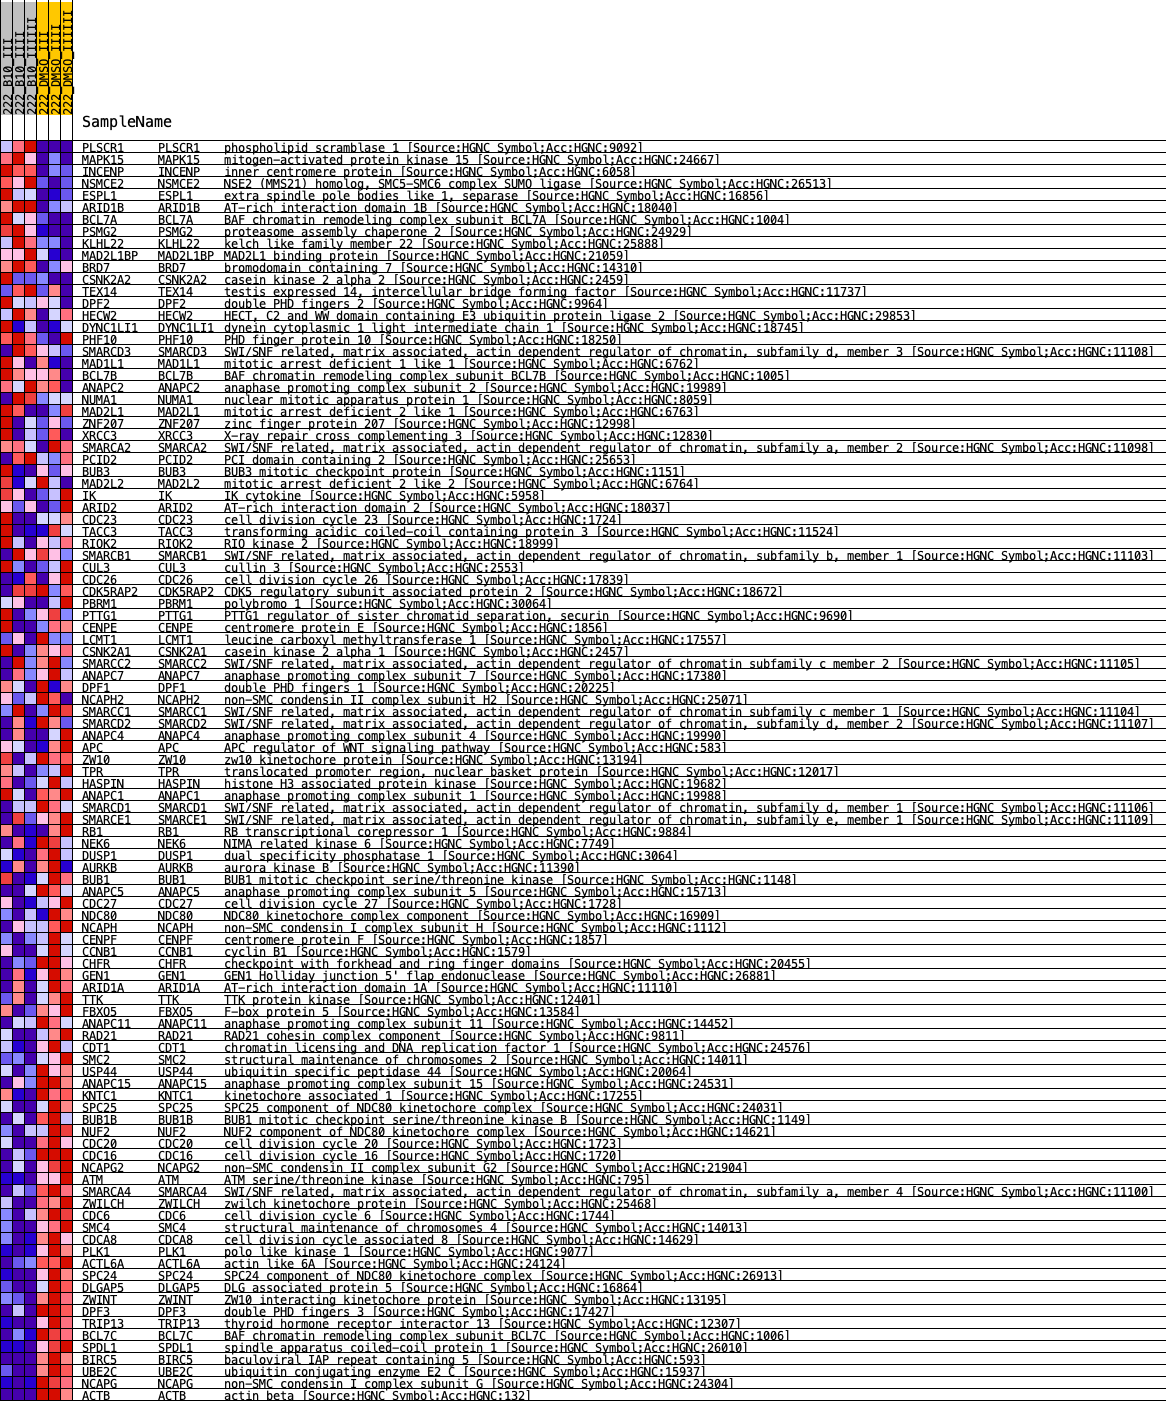 222_B10_III
222_B10_IIII
222_B10_IIIIII
222_DMSO_III
222_DMSO_IIII
222_DMSO_IIIIII
SampleName
PLSCR1 PLSCR1 phospholipid scramblase 1 [Source:HGNC Symbol;Acc:HGNC:9092]
MAPK15 MAPK15 mitogen-activated protein kinase 15 [Source:HGNC Symbol;Acc:HGNC:24667]
INCENP INCENP inner centromere protein [Source:HGNC Symbol;Acc:HGNC:6058]
NSMCE2 NSMCE2 NSE2 (MMS21) homolog, SMC5-SMC6 complex SUMO ligase [Source:HGNC Symbol;Acc:HGNC:26513]
ESPL1 ESPL1 extra spindle pole bodies like 1, separase [Source:HGNC Symbol;Acc:HGNC:16856]
ARID1B ARID1B AT-rich interaction domain 1B [Source:HGNC Symbol;Acc:HGNC:18040]
BCL7A BCL7A BAF chromatin remodeling complex subunit BCL7A [Source:HGNC Symbol;Acc:HGNC:1004]
PSMG2 PSMG2 proteasome assembly chaperone 2 [Source:HGNC Symbol;Acc:HGNC:24929]
KLHL22 KLHL22 kelch like family member 22 [Source:HGNC Symbol;Acc:HGNC:25888]
MAD2L1BP MAD2L1BP MAD2L1 binding protein [Source:HGNC Symbol;Acc:HGNC:21059]
BRD7 BRD7 bromodomain containing 7 [Source:HGNC Symbol;Acc:HGNC:14310]
CSNK2A2 CSNK2A2 casein kinase 2 alpha 2 [Source:HGNC Symbol;Acc:HGNC:2459]
TEX14 TEX14 testis expressed 14, intercellular bridge forming factor [Source:HGNC Symbol;Acc:HGNC:11737]
DPF2 DPF2 double PHD fingers 2 [Source:HGNC Symbol;Acc:HGNC:9964]
HECW2 HECW2 HECT, C2 and WW domain containing E3 ubiquitin protein ligase 2 [Source:HGNC Symbol;Acc:HGNC:29853]
DYNC1LI1 DYNC1LI1 dynein cytoplasmic 1 light intermediate chain 1 [Source:HGNC Symbol;Acc:HGNC:18745]
PHF10 PHF10 PHD finger protein 10 [Source:HGNC Symbol;Acc:HGNC:18250]
SMARCD3 SMARCD3 SWI/SNF related, matrix associated, actin dependent regulator of chromatin, subfamily d, member 3 [Source:HGNC Symbol;Acc:HGNC:11108]
MAD1L1 MAD1L1 mitotic arrest deficient 1 like 1 [Source:HGNC Symbol;Acc:HGNC:6762]
BCL7B BCL7B BAF chromatin remodeling complex subunit BCL7B [Source:HGNC Symbol;Acc:HGNC:1005]
ANAPC2 ANAPC2 anaphase promoting complex subunit 2 [Source:HGNC Symbol;Acc:HGNC:19989]
NUMA1 NUMA1 nuclear mitotic apparatus protein 1 [Source:HGNC Symbol;Acc:HGNC:8059]
MAD2L1 MAD2L1 mitotic arrest deficient 2 like 1 [Source:HGNC Symbol;Acc:HGNC:6763]
ZNF207 ZNF207 zinc finger protein 207 [Source:HGNC Symbol;Acc:HGNC:12998]
XRCC3 XRCC3 X-ray repair cross complementing 3 [Source:HGNC Symbol;Acc:HGNC:12830]
SMARCA2 SMARCA2 SWI/SNF related, matrix associated, actin dependent regulator of chromatin, subfamily a, member 2 [Source:HGNC Symbol;Acc:HGNC:11098]
PCID2 PCID2 PCI domain containing 2 [Source:HGNC Symbol;Acc:HGNC:25653]
BUB3 BUB3 BUB3 mitotic checkpoint protein [Source:HGNC Symbol;Acc:HGNC:1151]
MAD2L2 MAD2L2 mitotic arrest deficient 2 like 2 [Source:HGNC Symbol;Acc:HGNC:6764]
IK IK IK cytokine [Source:HGNC Symbol;Acc:HGNC:5958]
ARID2 ARID2 AT-rich interaction domain 2 [Source:HGNC Symbol;Acc:HGNC:18037]
CDC23 CDC23 cell division cycle 23 [Source:HGNC Symbol;Acc:HGNC:1724]
TACC3 TACC3 transforming acidic coiled-coil containing protein 3 [Source:HGNC Symbol;Acc:HGNC:11524]
RIOK2 RIOK2 RIO kinase 2 [Source:HGNC Symbol;Acc:HGNC:18999]
SMARCB1 SMARCB1 SWI/SNF related, matrix associated, actin dependent regulator of chromatin, subfamily b, member 1 [Source:HGNC Symbol;Acc:HGNC:11103]
CUL3 CUL3 cullin 3 [Source:HGNC Symbol;Acc:HGNC:2553]
CDC26 CDC26 cell division cycle 26 [Source:HGNC Symbol;Acc:HGNC:17839]
CDK5RAP2 CDK5RAP2 CDK5 regulatory subunit associated protein 2 [Source:HGNC Symbol;Acc:HGNC:18672]
PBRM1 PBRM1 polybromo 1 [Source:HGNC Symbol;Acc:HGNC:30064]
PTTG1 PTTG1 PTTG1 regulator of sister chromatid separation, securin [Source:HGNC Symbol;Acc:HGNC:9690]
CENPE CENPE centromere protein E [Source:HGNC Symbol;Acc:HGNC:1856]
LCMT1 LCMT1 leucine carboxyl methyltransferase 1 [Source:HGNC Symbol;Acc:HGNC:17557]
CSNK2A1 CSNK2A1 casein kinase 2 alpha 1 [Source:HGNC Symbol;Acc:HGNC:2457]
SMARCC2 SMARCC2 SWI/SNF related, matrix associated, actin dependent regulator of chromatin subfamily c member 2 [Source:HGNC Symbol;Acc:HGNC:11105]
ANAPC7 ANAPC7 anaphase promoting complex subunit 7 [Source:HGNC Symbol;Acc:HGNC:17380]
DPF1 DPF1 double PHD fingers 1 [Source:HGNC Symbol;Acc:HGNC:20225]
NCAPH2 NCAPH2 non-SMC condensin II complex subunit H2 [Source:HGNC Symbol;Acc:HGNC:25071]
SMARCC1 SMARCC1 SWI/SNF related, matrix associated, actin dependent regulator of chromatin subfamily c member 1 [Source:HGNC Symbol;Acc:HGNC:11104]
SMARCD2 SMARCD2 SWI/SNF related, matrix associated, actin dependent regulator of chromatin, subfamily d, member 2 [Source:HGNC Symbol;Acc:HGNC:11107]
ANAPC4 ANAPC4 anaphase promoting complex subunit 4 [Source:HGNC Symbol;Acc:HGNC:19990]
APC APC APC regulator of WNT signaling pathway [Source:HGNC Symbol;Acc:HGNC:583]
ZW10 ZW10 zw10 kinetochore protein [Source:HGNC Symbol;Acc:HGNC:13194]
TPR TPR translocated promoter region, nuclear basket protein [Source:HGNC Symbol;Acc:HGNC:12017]
HASPIN HASPIN histone H3 associated protein kinase [Source:HGNC Symbol;Acc:HGNC:19682]
ANAPC1 ANAPC1 anaphase promoting complex subunit 1 [Source:HGNC Symbol;Acc:HGNC:19988]
SMARCD1 SMARCD1 SWI/SNF related, matrix associated, actin dependent regulator of chromatin, subfamily d, member 1 [Source:HGNC Symbol;Acc:HGNC:11106]
SMARCE1 SMARCE1 SWI/SNF related, matrix associated, actin dependent regulator of chromatin, subfamily e, member 1 [Source:HGNC Symbol;Acc:HGNC:11109]
RB1 RB1 RB transcriptional corepressor 1 [Source:HGNC Symbol;Acc:HGNC:9884]
NEK6 NEK6 NIMA related kinase 6 [Source:HGNC Symbol;Acc:HGNC:7749]
DUSP1 DUSP1 dual specificity phosphatase 1 [Source:HGNC Symbol;Acc:HGNC:3064]
AURKB AURKB aurora kinase B [Source:HGNC Symbol;Acc:HGNC:11390]
BUB1 BUB1 BUB1 mitotic checkpoint serine/threonine kinase [Source:HGNC Symbol;Acc:HGNC:1148]
ANAPC5 ANAPC5 anaphase promoting complex subunit 5 [Source:HGNC Symbol;Acc:HGNC:15713]
CDC27 CDC27 cell division cycle 27 [Source:HGNC Symbol;Acc:HGNC:1728]
NDC80 NDC80 NDC80 kinetochore complex component [Source:HGNC Symbol;Acc:HGNC:16909]
NCAPH NCAPH non-SMC condensin I complex subunit H [Source:HGNC Symbol;Acc:HGNC:1112]
CENPF CENPF centromere protein F [Source:HGNC Symbol;Acc:HGNC:1857]
CCNB1 CCNB1 cyclin B1 [Source:HGNC Symbol;Acc:HGNC:1579]
CHFR CHFR checkpoint with forkhead and ring finger domains [Source:HGNC Symbol;Acc:HGNC:20455]
GEN1 GEN1 GEN1 Holliday junction 5' flap endonuclease [Source:HGNC Symbol;Acc:HGNC:26881]
ARID1A ARID1A AT-rich interaction domain 1A [Source:HGNC Symbol;Acc:HGNC:11110]
TTK TTK TTK protein kinase [Source:HGNC Symbol;Acc:HGNC:12401]
FBXO5 FBXO5 F-box protein 5 [Source:HGNC Symbol;Acc:HGNC:13584]
ANAPC11 ANAPC11 anaphase promoting complex subunit 11 [Source:HGNC Symbol;Acc:HGNC:14452]
RAD21 RAD21 RAD21 cohesin complex component [Source:HGNC Symbol;Acc:HGNC:9811]
CDT1 CDT1 chromatin licensing and DNA replication factor 1 [Source:HGNC Symbol;Acc:HGNC:24576]
SMC2 SMC2 structural maintenance of chromosomes 2 [Source:HGNC Symbol;Acc:HGNC:14011]
USP44 USP44 ubiquitin specific peptidase 44 [Source:HGNC Symbol;Acc:HGNC:20064]
ANAPC15 ANAPC15 anaphase promoting complex subunit 15 [Source:HGNC Symbol;Acc:HGNC:24531]
KNTC1 KNTC1 kinetochore associated 1 [Source:HGNC Symbol;Acc:HGNC:17255]
SPC25 SPC25 SPC25 component of NDC80 kinetochore complex [Source:HGNC Symbol;Acc:HGNC:24031]
BUB1B BUB1B BUB1 mitotic checkpoint serine/threonine kinase B [Source:HGNC Symbol;Acc:HGNC:1149]
NUF2 NUF2 NUF2 component of NDC80 kinetochore complex [Source:HGNC Symbol;Acc:HGNC:14621]
CDC20 CDC20 cell division cycle 20 [Source:HGNC Symbol;Acc:HGNC:1723]
CDC16 CDC16 cell division cycle 16 [Source:HGNC Symbol;Acc:HGNC:1720]
NCAPG2 NCAPG2 non-SMC condensin II complex subunit G2 [Source:HGNC Symbol;Acc:HGNC:21904]
ATM ATM ATM serine/threonine kinase [Source:HGNC Symbol;Acc:HGNC:795]
SMARCA4 SMARCA4 SWI/SNF related, matrix associated, actin dependent regulator of chromatin, subfamily a, member 4 [Source:HGNC Symbol;Acc:HGNC:11100]
ZWILCH ZWILCH zwilch kinetochore protein [Source:HGNC Symbol;Acc:HGNC:25468]
CDC6 CDC6 cell division cycle 6 [Source:HGNC Symbol;Acc:HGNC:1744]
SMC4 SMC4 structural maintenance of chromosomes 4 [Source:HGNC Symbol;Acc:HGNC:14013]
CDCA8 CDCA8 cell division cycle associated 8 [Source:HGNC Symbol;Acc:HGNC:14629]
PLK1 PLK1 polo like kinase 1 [Source:HGNC Symbol;Acc:HGNC:9077]
ACTL6A ACTL6A actin like 6A [Source:HGNC Symbol;Acc:HGNC:24124]
SPC24 SPC24 SPC24 component of NDC80 kinetochore complex [Source:HGNC Symbol;Acc:HGNC:26913]
DLGAP5 DLGAP5 DLG associated protein 5 [Source:HGNC Symbol;Acc:HGNC:16864]
ZWINT ZWINT ZW10 interacting kinetochore protein [Source:HGNC Symbol;Acc:HGNC:13195]
DPF3 DPF3 double PHD fingers 3 [Source:HGNC Symbol;Acc:HGNC:17427]
TRIP13 TRIP13 thyroid hormone receptor interactor 13 [Source:HGNC Symbol;Acc:HGNC:12307]
BCL7C BCL7C BAF chromatin remodeling complex subunit BCL7C [Source:HGNC Symbol;Acc:HGNC:1006]
SPDL1 SPDL1 spindle apparatus coiled-coil protein 1 [Source:HGNC Symbol;Acc:HGNC:26010]
BIRC5 BIRC5 baculoviral IAP repeat containing 5 [Source:HGNC Symbol;Acc:HGNC:593]
UBE2C UBE2C ubiquitin conjugating enzyme E2 C [Source:HGNC Symbol;Acc:HGNC:15937]
NCAPG NCAPG non-SMC condensin I complex subunit G [Source:HGNC Symbol;Acc:HGNC:24304]
ACTB ACTB actin beta [Source:HGNC Symbol;Acc:HGNC:132]